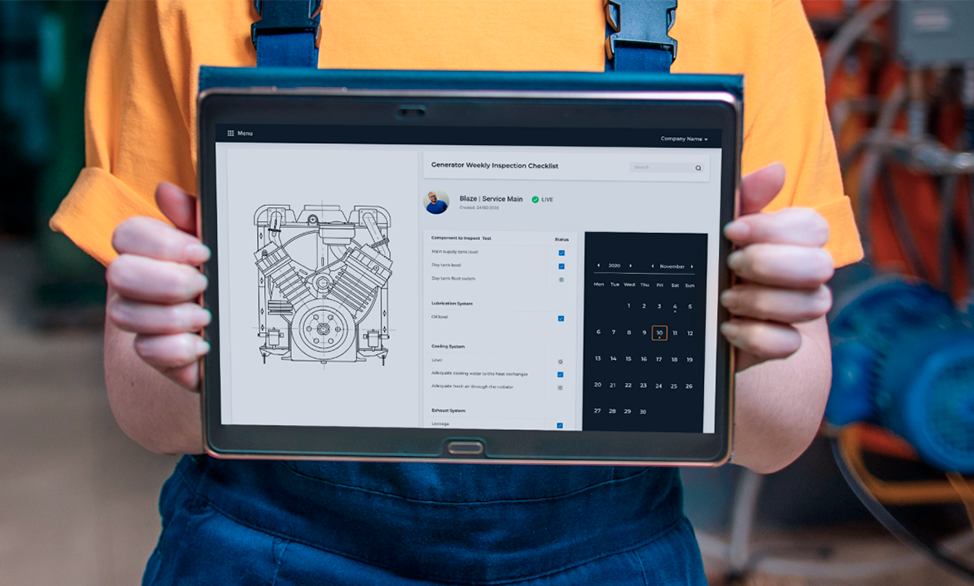 Menu
Company Name
Generator Weekly Inspection Checklist
Search
Blaze | Service Main
LIVE
Created: 24/08/2020
Component to Inspect Test
Status
Main supply tank level
Day tank level
Day tank float switch
Lubrication System
Oil level
Cooling System
Level
Adequate cooling water to the heat exchanger
Adequate fresh air through the radiator
Exhaust System
Leakage
2020
November
Mon Tue Wed Thu Fri Sat Sun
1 2 3 4 5
6 7 8 9 10 11 12
13 14 15 16 17 18 19
20 21 22 23 24 25 26
27 28 29 30